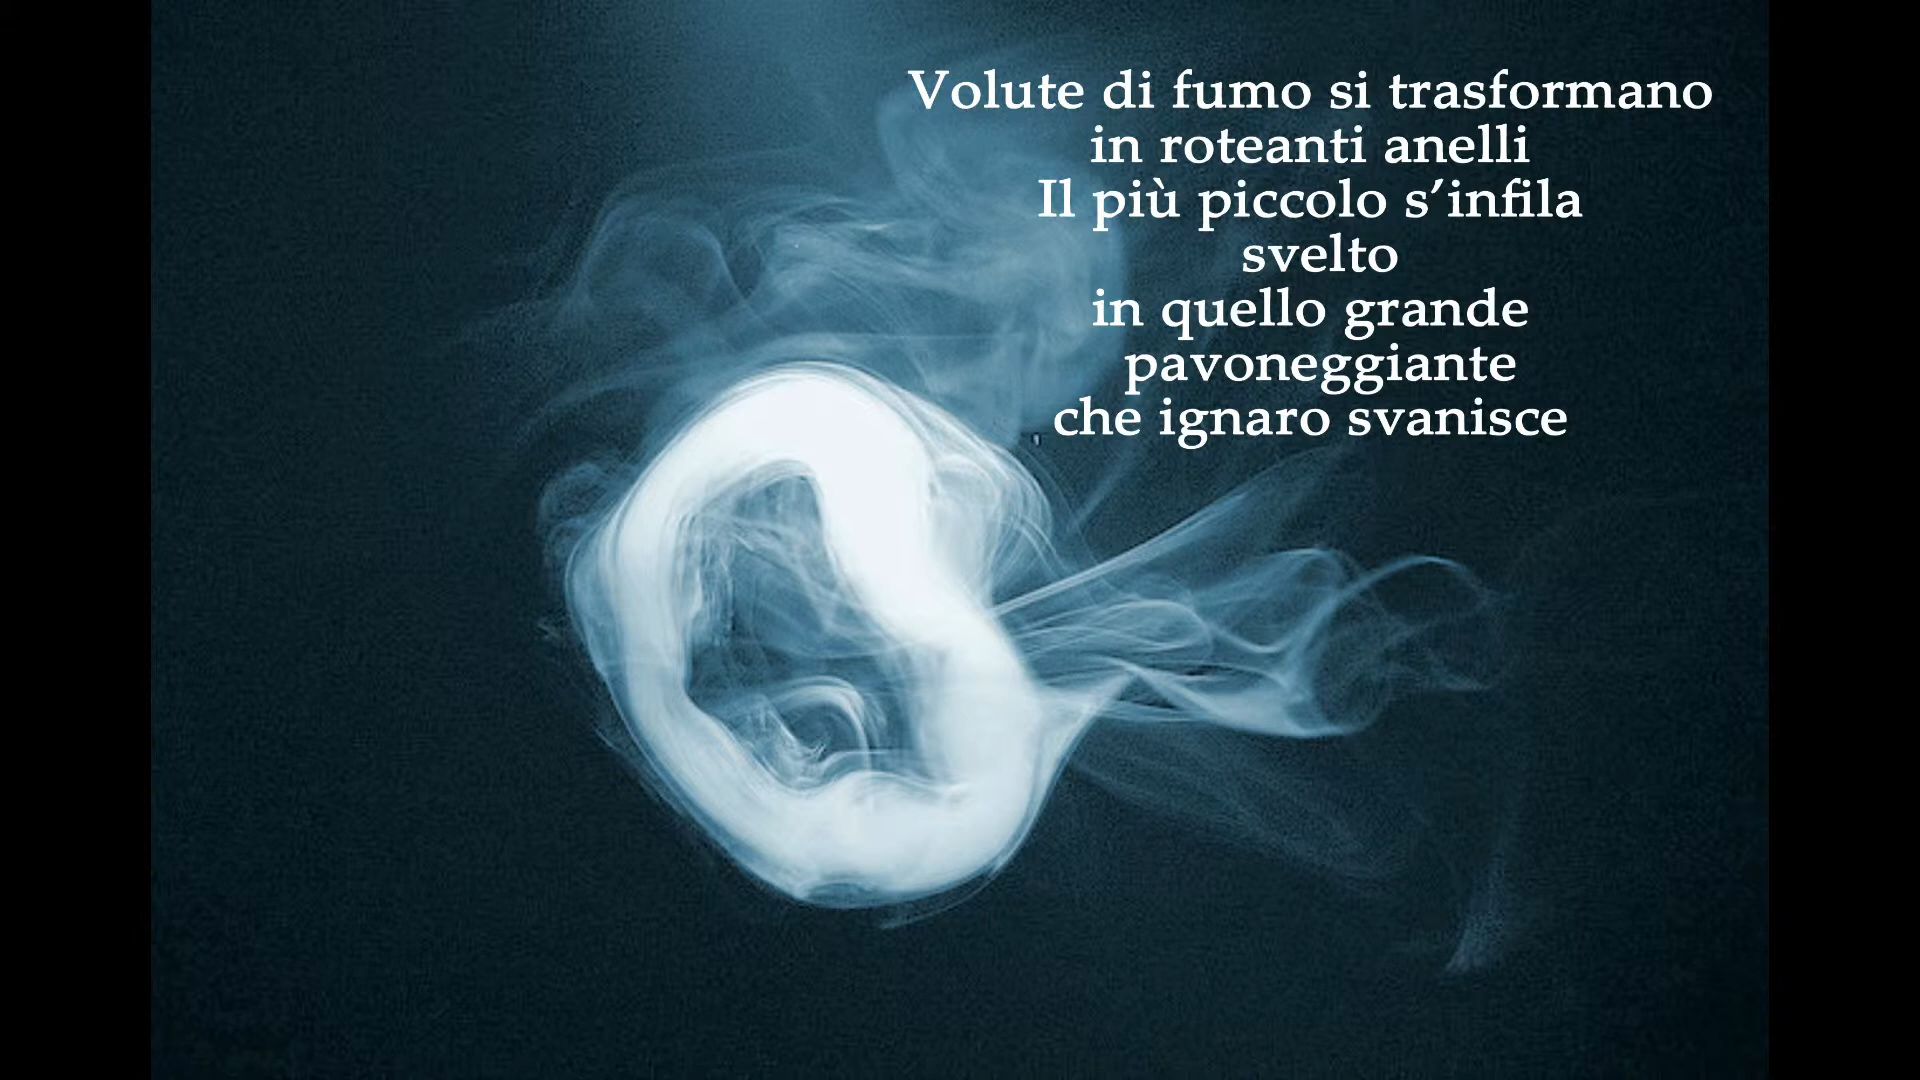 Volute di fumo si trasformano
in roteanti anelli
Il più piccolo s’infila
svelto
in quello grande
pavoneggiante
che ignaro svanisce